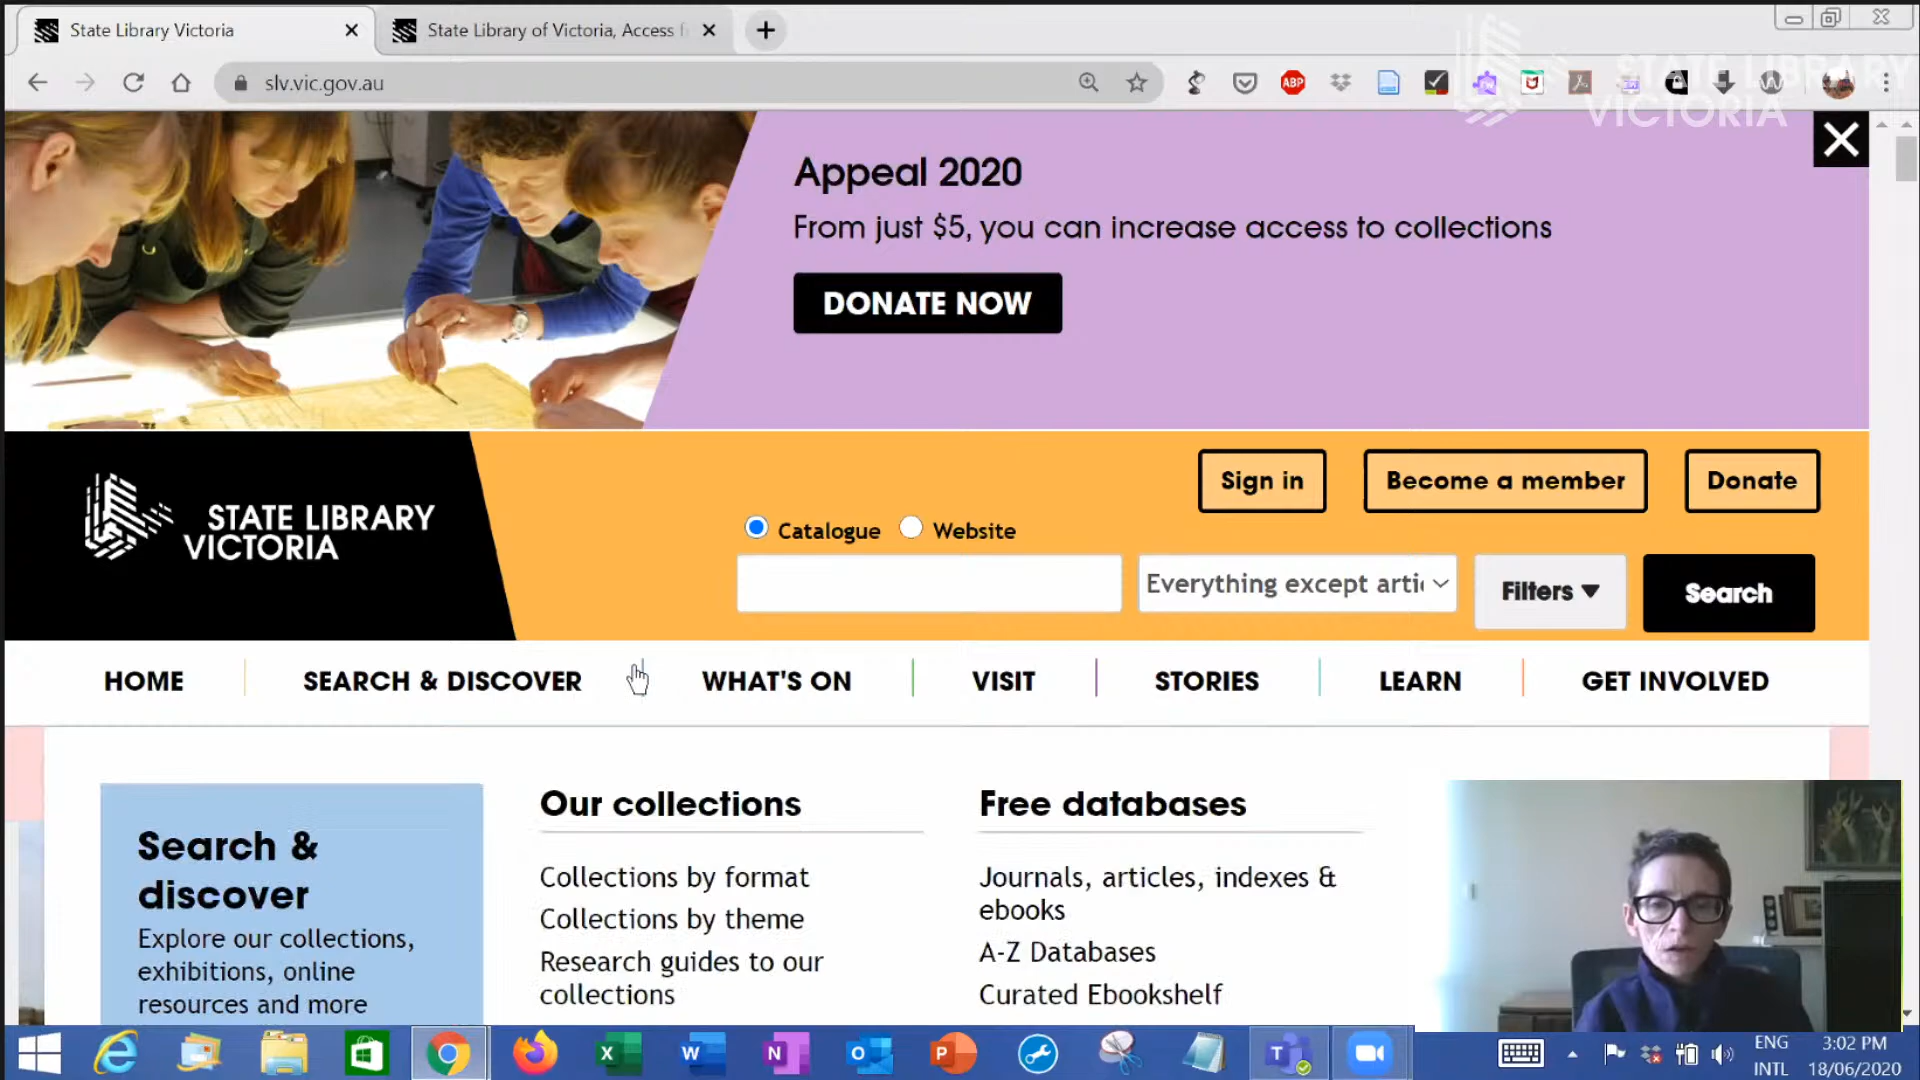 State Library Victoria
State Library of Victoria, Access f
slv.vic.gov.au
ABP
STATE LIBRARY
VICTORIA
Appeal 2020
From just $5, you can increase access to collections
DONATE NOW
STATE LIBRARY
VICTORIA
Sign in
Become a member
Donate
Catalogue
Website
Everything except arti
Filters
Search
HOME
SEARCH & DISCOVER
WHAT'S ON
VISIT
STORIES
LEARN
GET INVOLVED
Search &
discover
Explore our collections,
exhibitions, online
resources and more
Our collections
Collections by format
Collections by theme
Research guides to our
collections
Free databases
Journals, articles, indexes &
ebooks
A-Z Databases
Curated Ebookshelf
ENG
INTL
3:02 PM
18/06/2020